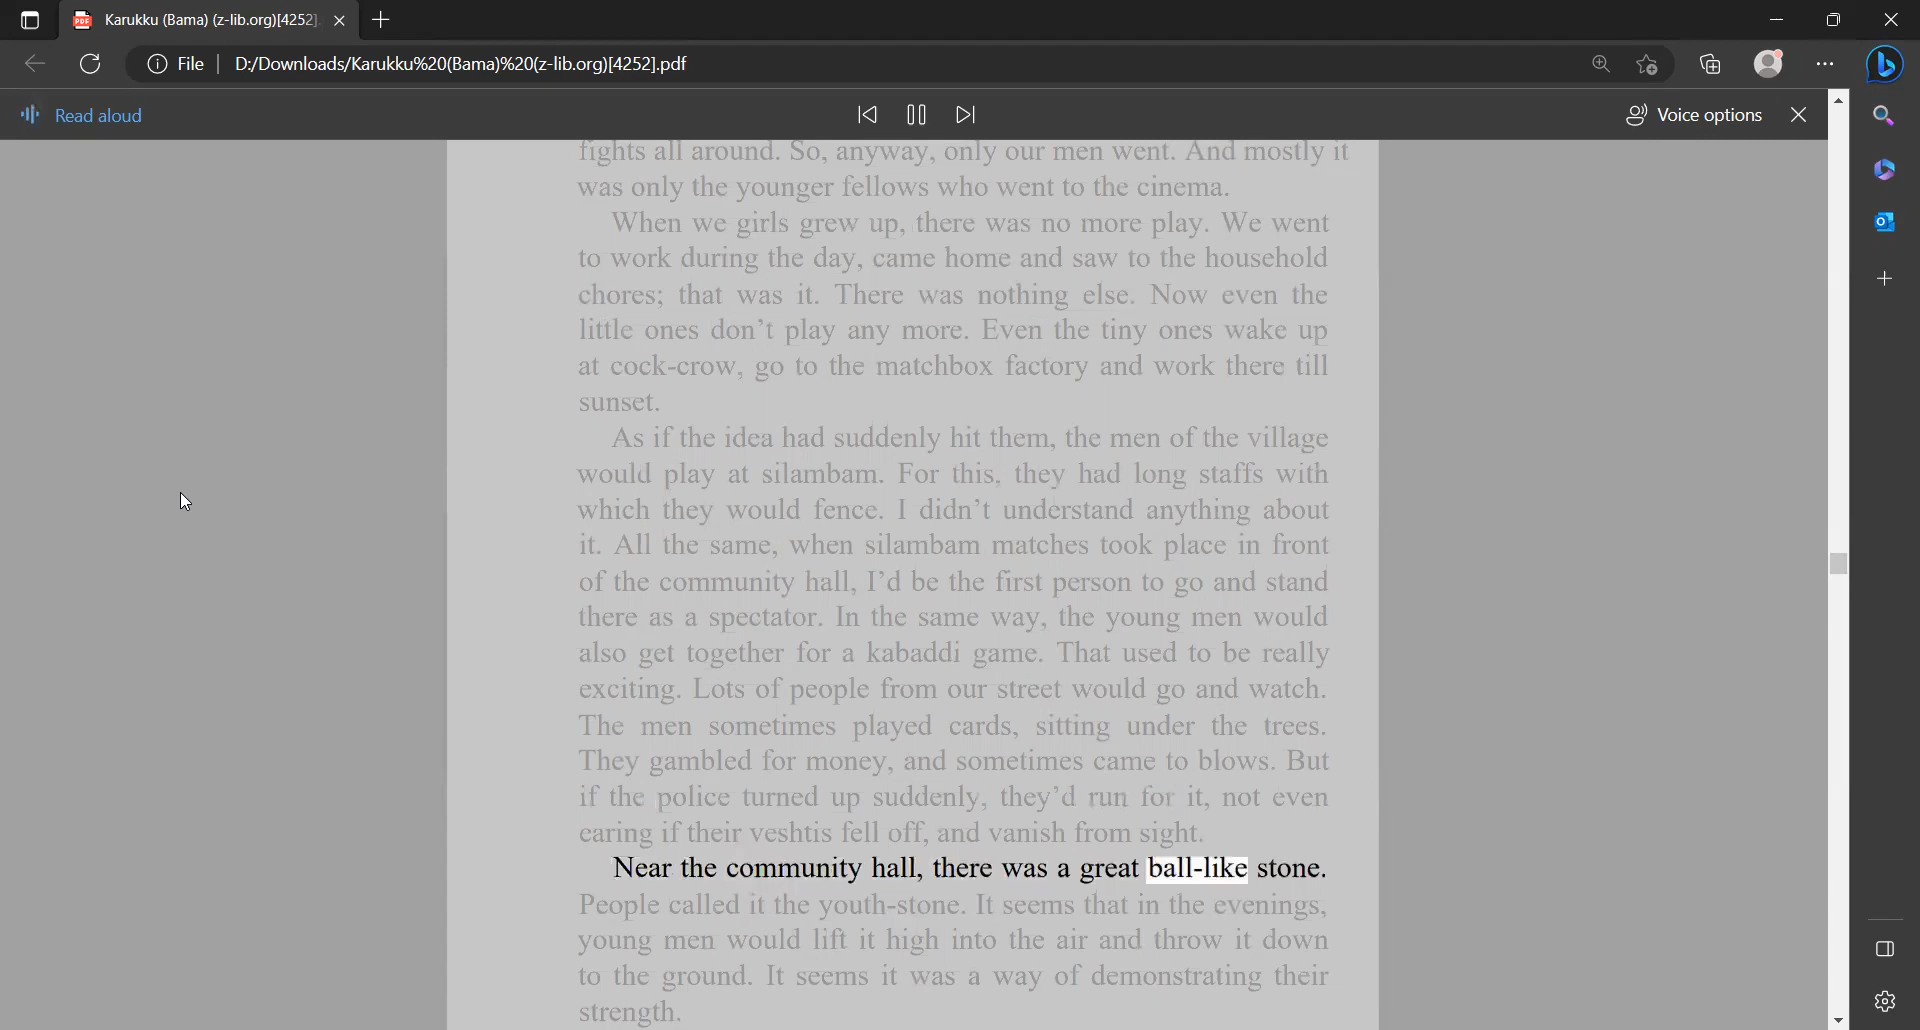 Karukku (Bama) (z-lib.org)[4252]
File
D:/Downloads/Karukku%20(Bama)%20(z-lib.org)[4252].pdf
Read aloud
Voice options
fights all around. So, anyway, only our men went. And mostly it
was only the younger fellows who went to the cinema.
When we girls grew up, there was no more play. We went
to work during the day, came home and saw to the household
chores; that was it. There was nothing else. Now even the
little ones don’t play any more. Even the tiny ones wake up
at cock-crow, go to the matchbox factory and work there till
sunset.
As if the idea had suddenly hit them, the men of the village
would play at silambam. For this, they had long staffs with
which they would fence. I didn’t understand anything about
it. All the same, when silambam matches took place in front
of the community hall, I’d be the first person to go and stand
there as a spectator. In the same way, the young men would
also get together for a kabaddi game. That used to be really
exciting. Lots of people from our street would go and watch.
The men sometimes played cards, sitting under the trees.
They gambled for money, and sometimes came to blows. But
if the police turned up suddenly, they’d run for it, not even
caring if their veshtis fell off, and vanish from sight.
Near the community hall, there was a great ball-like stone.
People called it the youth-stone. It seems that in the evenings,
young men would lift it high into the air and throw it down
to the ground. It seems it was a way of demonstrating their
strength.